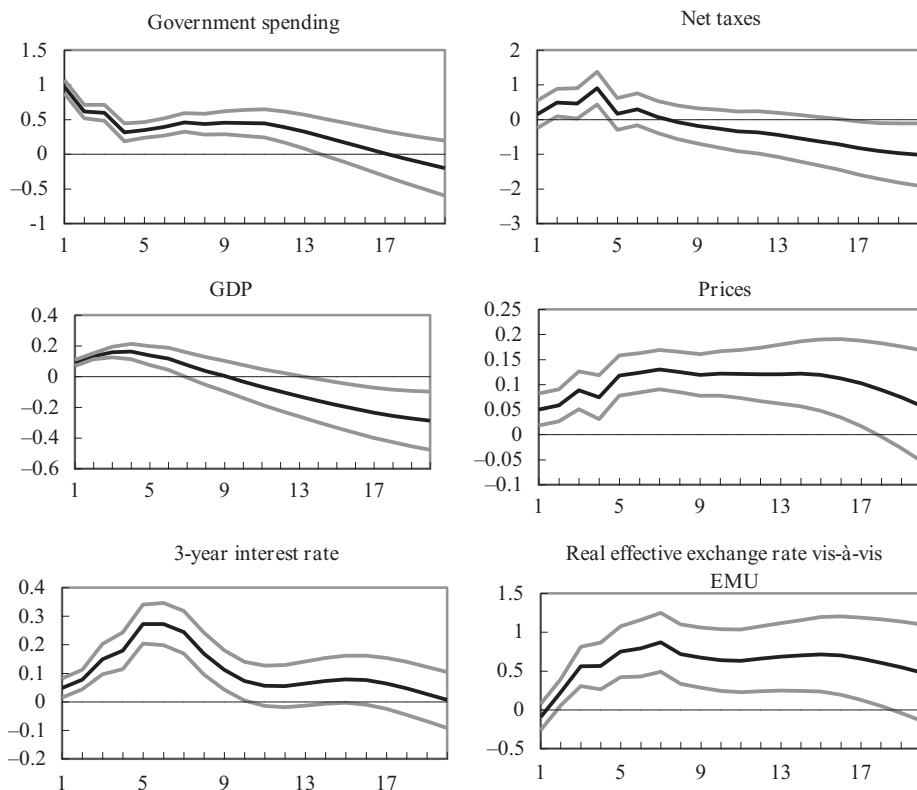 Government spending
1.5
1
0.5
0
–0.5
-1
1 5 9 13 17
Net taxes
2
1
0
–1
–2
–3
1 5 9 13 17
GDP
0.4
0.2
0
–0.2
–0.4
–0.6
1 5 9 13 17
Prices
0.25
0.2
0.15
0.1
0.05
0
–0.05
–0.1
1 5 9 13 17
3-year interest rate
0.4
0.3
0.2
0.1
0
–0.1
–0.2
1 5 9 13 17
Real effective exchange rate vis-à-vis
EMU
1.5
1
0.5
0
–0.5
1 5 9 13 17